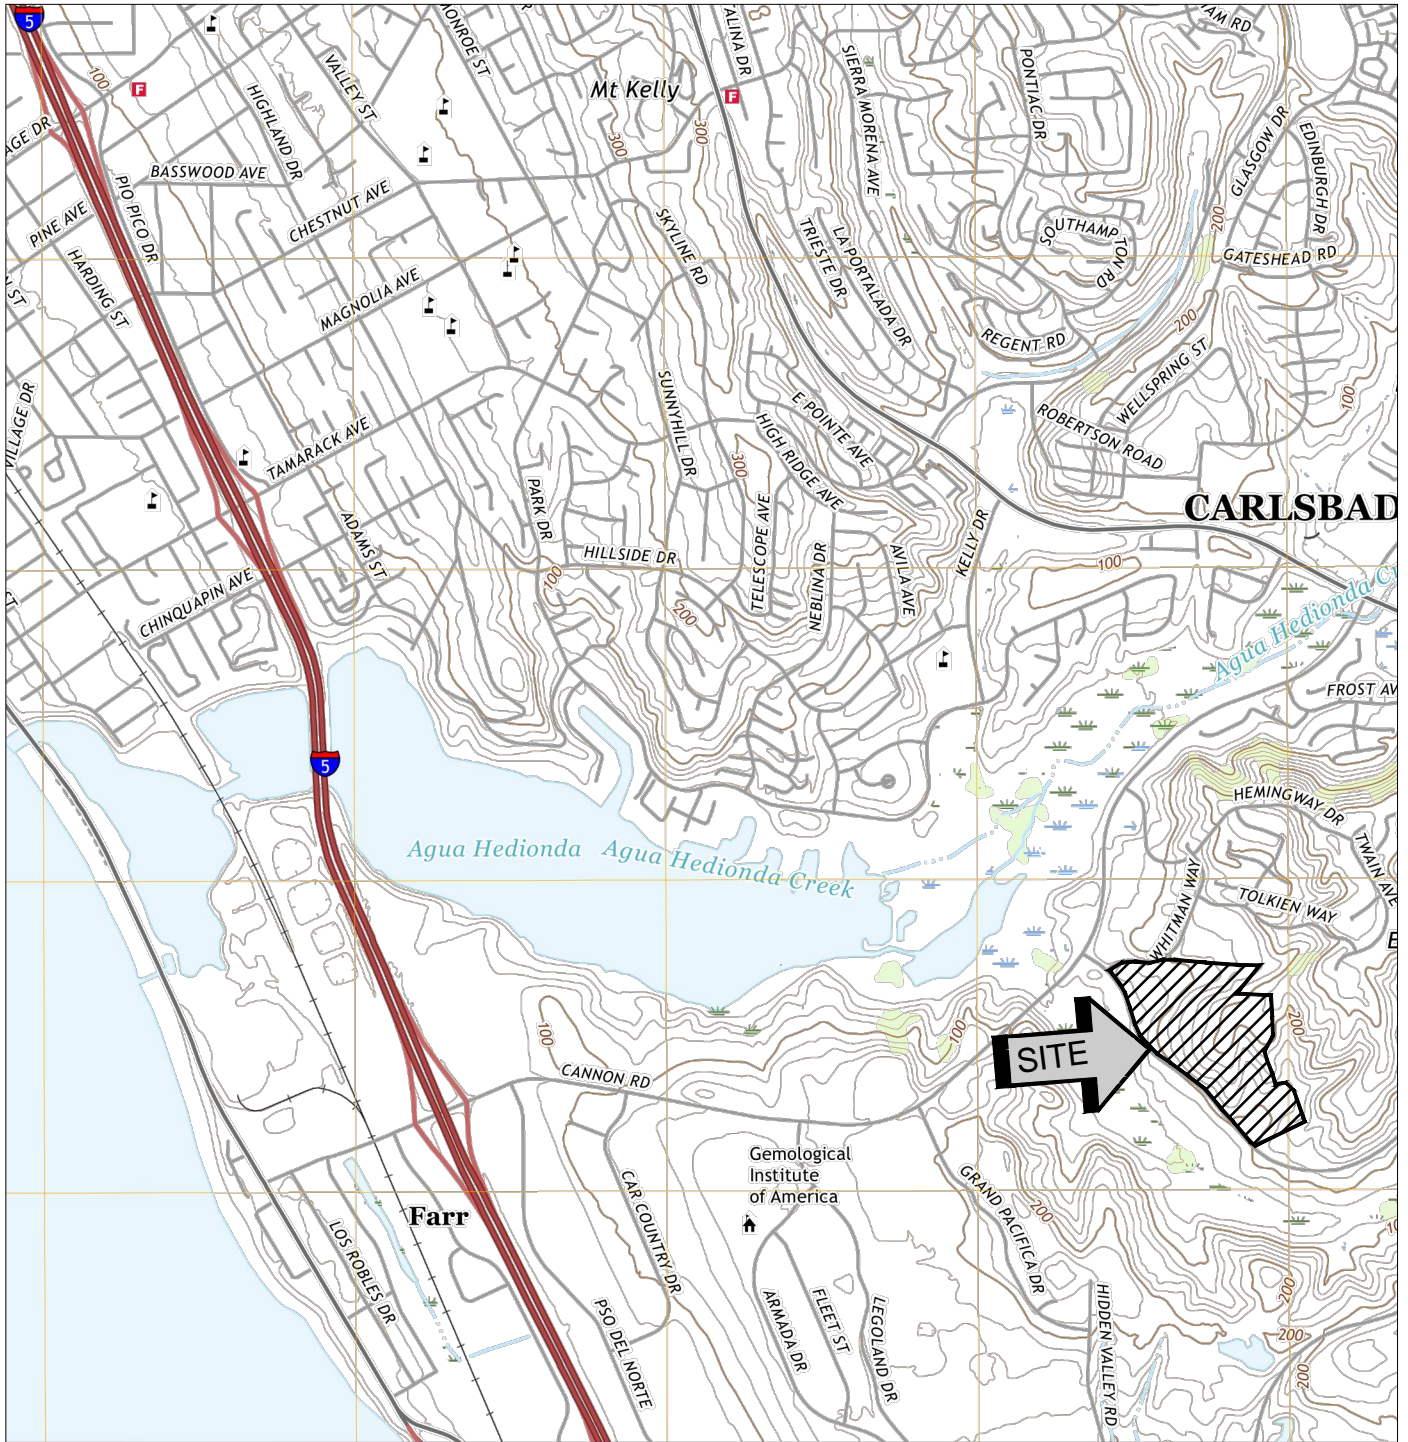 5
ALINA DR
AM RD
MONROE ST
VALLEY ST
SIERRA MORENA AVE
PONTIAC DR
100
F
Mt Kelly
F
HIGHLAND DR
GLASGOW DR
EDINBURGH DR
AGE DR
300
300
BASSWOOD AVE
PIO PICO DR
CHESTNUT AVE
PINE AVE
SKYLINE RD
TRIESTE DR
LA PORTALADA DR
SOUTHAMP TON RD
200
GATESHEAD RD
HARDING ST
N ST
MAGNOLIA AVE
REGENT RD
200
WELLSPRING ST
100
VILLAGE DR
SUNNYHILL DR
E POINTE AVE
HIGH RIDGE AVE
ROBERTSON ROAD
TAMARACK AVE
300
PARK DR
TELESCOPE AVE
CARLSBAD
ADAMS ST
HILLSIDE DR
NEBLINA DR
AVILA AVE
KELLY DR
100
100
200
CHINQUAPIN AVE
ST
Agua Hedionda Cr
FROST AV
5
HEMINGWAY DR
TWAIN AVE
Agua Hedionda
Agua Hedionda Creek
WHITMAN WAY
TOLKIEN WAY
E
100
100
200
SITE
CANNON RD
Gemological
Institute
of America
CAR COUNTRY DR
GRAND PACIFICA DR
200
Farr
LOS ROBLES DR
10
200
PSO DEL NORTE
ARMADA DR
FLEET ST
LEGOLAND DR
HIDDEN VALLEY RD
200
200